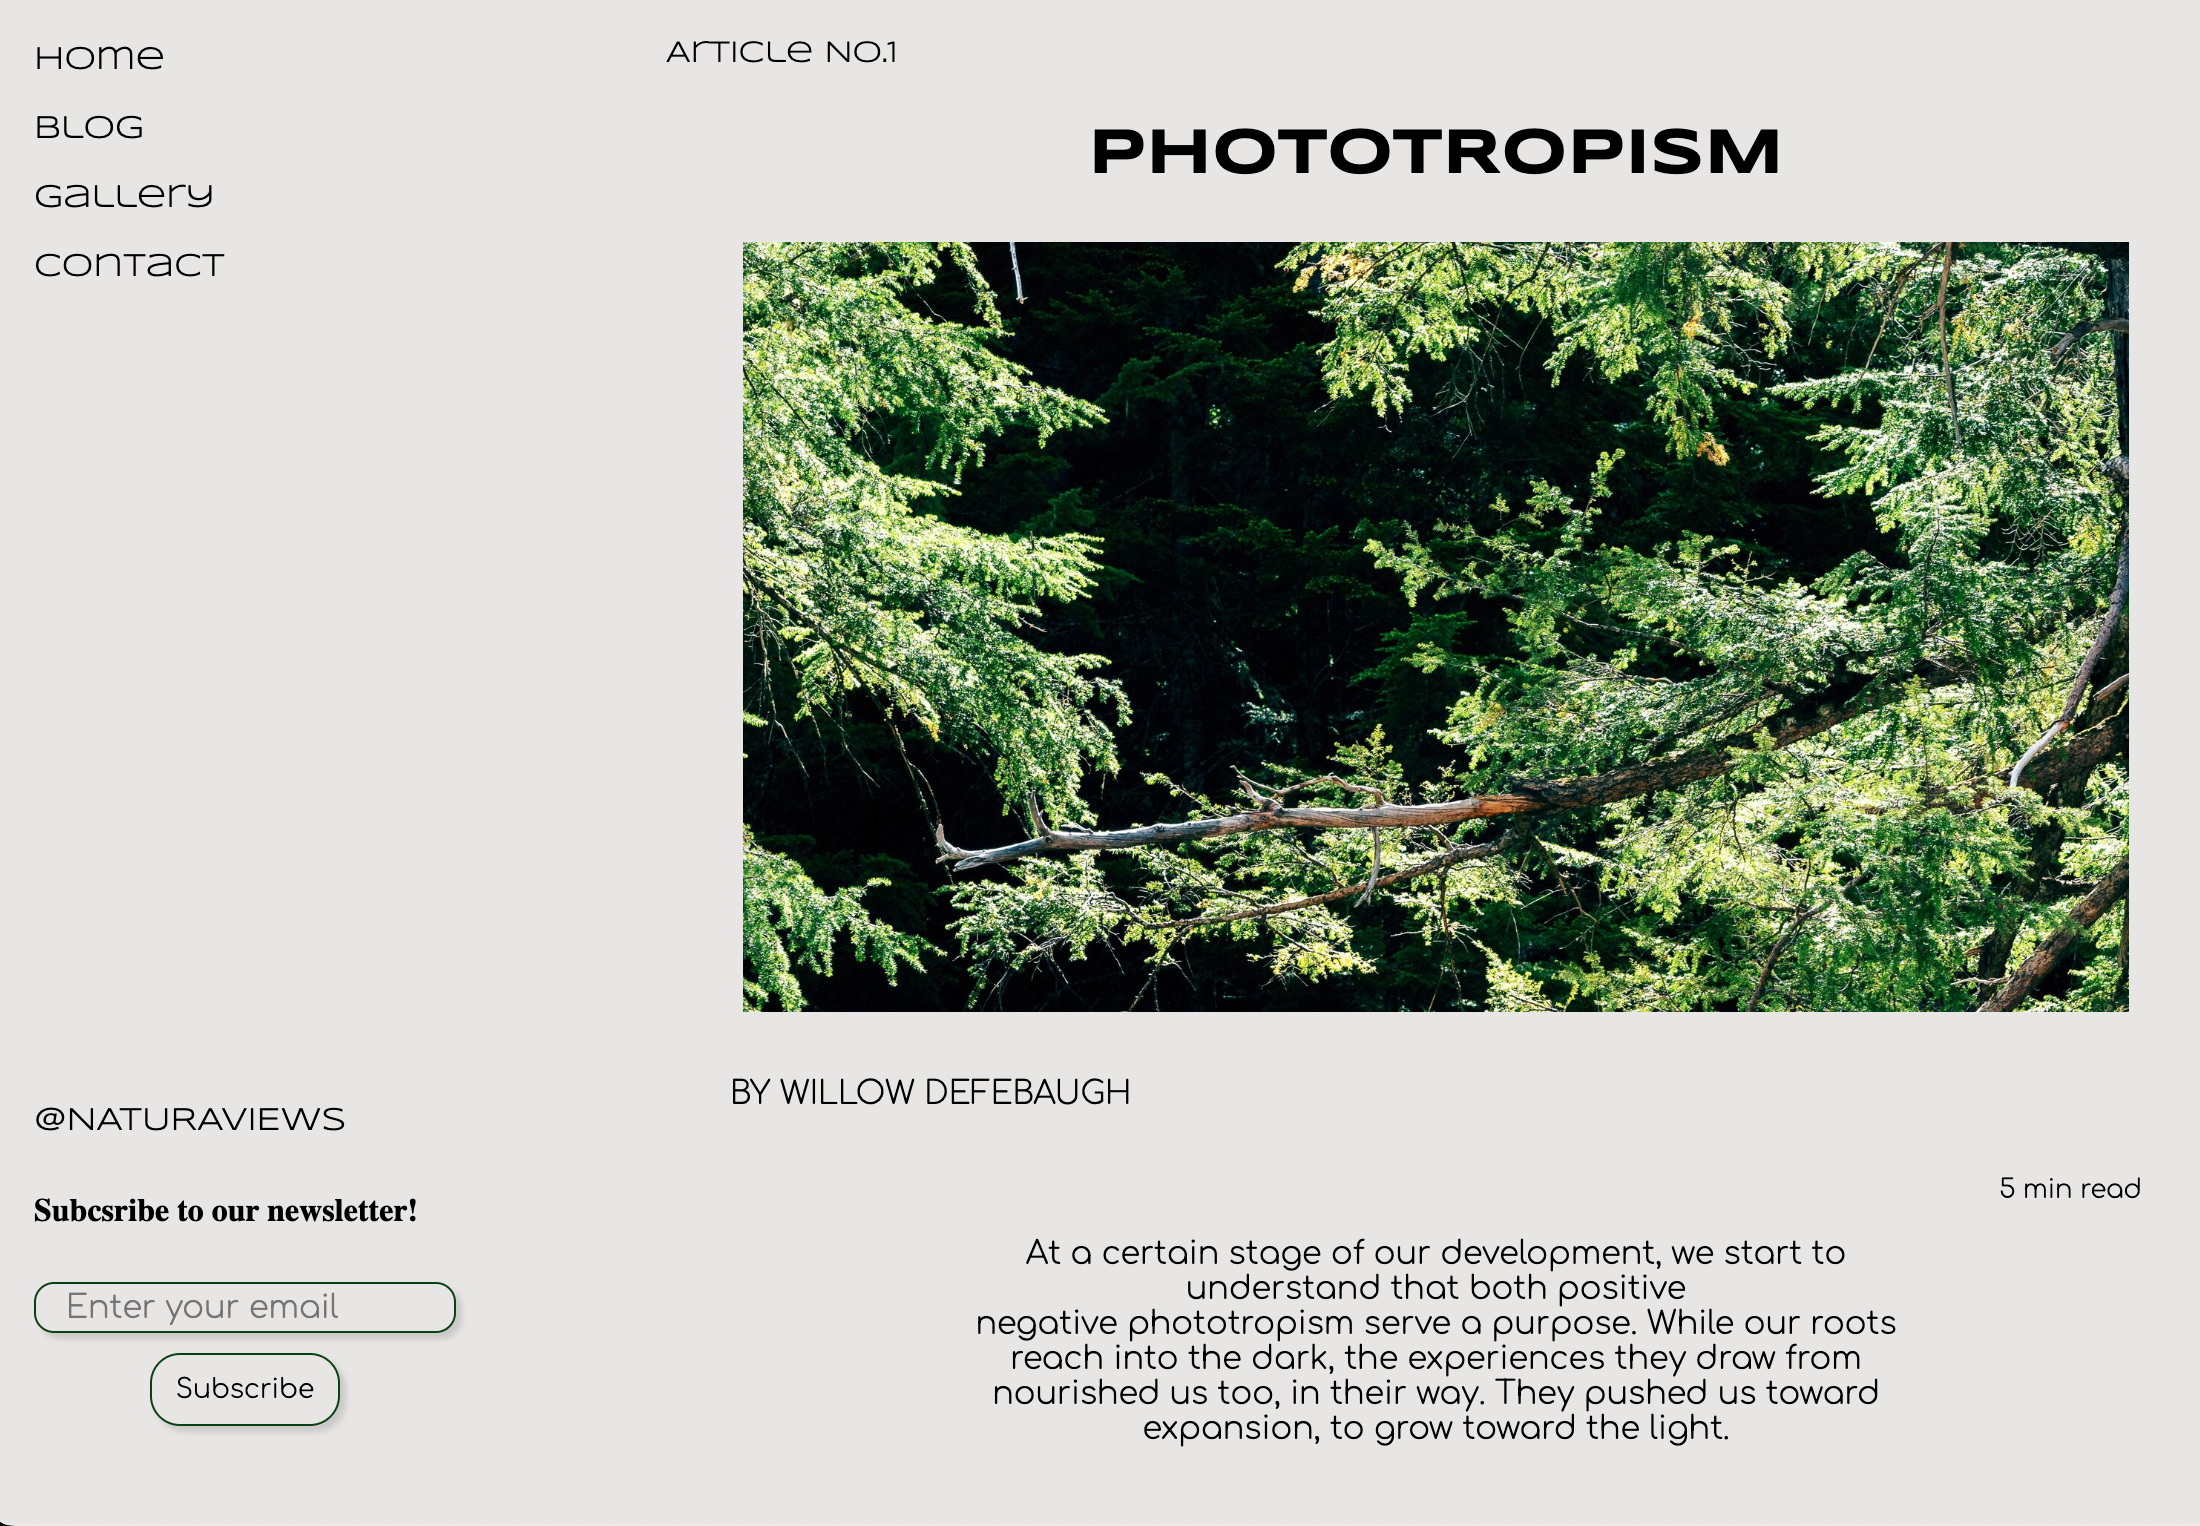 Home
BLOG
Gallery
Contact
@NATURAVIEWS
Subcsribe to our newsletter!
Enter your email
Subscribe
Article No.1
PHOTOTROPISM
BY WILLOW DEFEBAUGH
5 min read
At a certain stage of our development, we start to
understand that both positive
negative phototropism serve a purpose. While our roots
reach into the dark, the experiences they draw from
nourished us too, in their way. They pushed us toward
expansion, to grow toward the light.